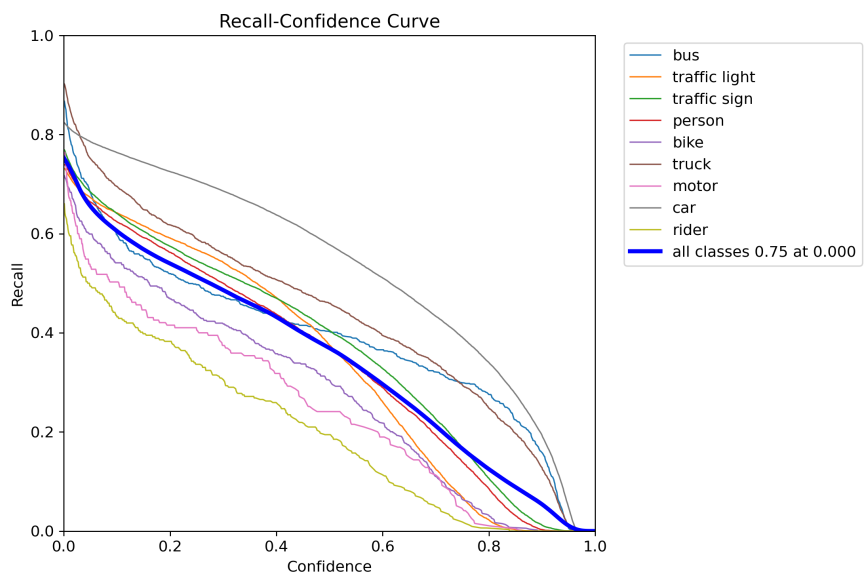 Recall-Confidence Curve
1.0
0.8
0.6
0.4
0.2
0.0
Recall
0.0 0.2 0.4 0.6 0.8 1.0
Confidence
bus
traffic light
traffic sign
person
bike
truck
motor
car
rider
all classes 0.75 at 0.000